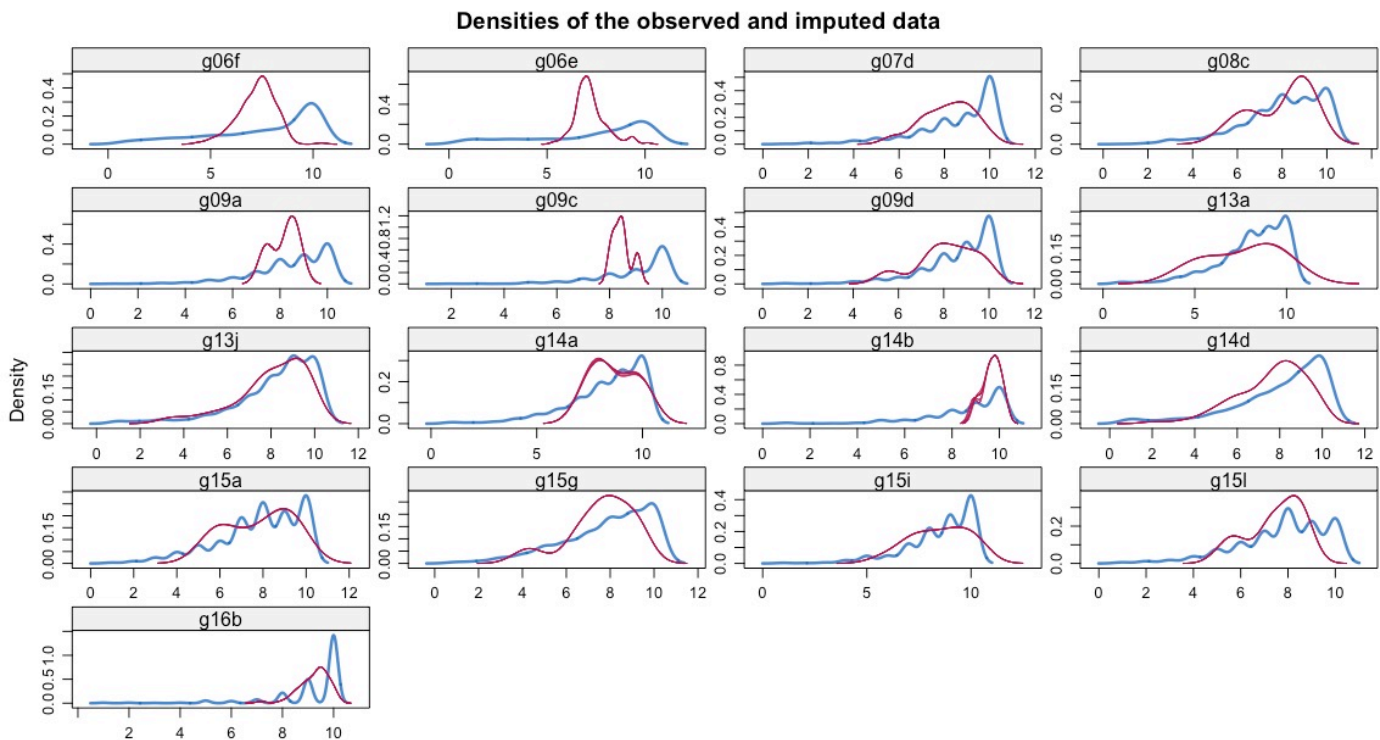 Densities of the observed and imputed data
g06f
g06e
g07d
g08c
0.0 0.2 0.4
0.0 0.4
0.0 0.2 0.4
0.0 0.2
0 5 10
0 5 10
0 2 4 6 8 10 12
0 2 4 6 8 10
g09a
g09c
g09d
g13a
0.0 0.4
0.0 0.4 0.8 1.2
0.0 0.2 0.4
0.00 0.15
0 2 4 6 8 10
2 4 6 8 10
0 2 4 6 8 10
0 5 10
g13j
g14a
g14b
g14d
0.00 0.15
0.0 0.2
0.0 0.4 0.8
0.00 0.15
0 2 4 6 8 10 12
0 5 10
0 2 4 6 8 10
0 2 4 6 8 10 12
Density
g15a
g15g
g15i
g15l
0.00 0.15
0.00 0.15
0.0 0.2 0.4
0.0 0.2
0 2 4 6 8 10 12
0 2 4 6 8 10 12
0 5 10
0 2 4 6 8 10
g16b
0.0 0.5 1.0
2 4 6 8 10